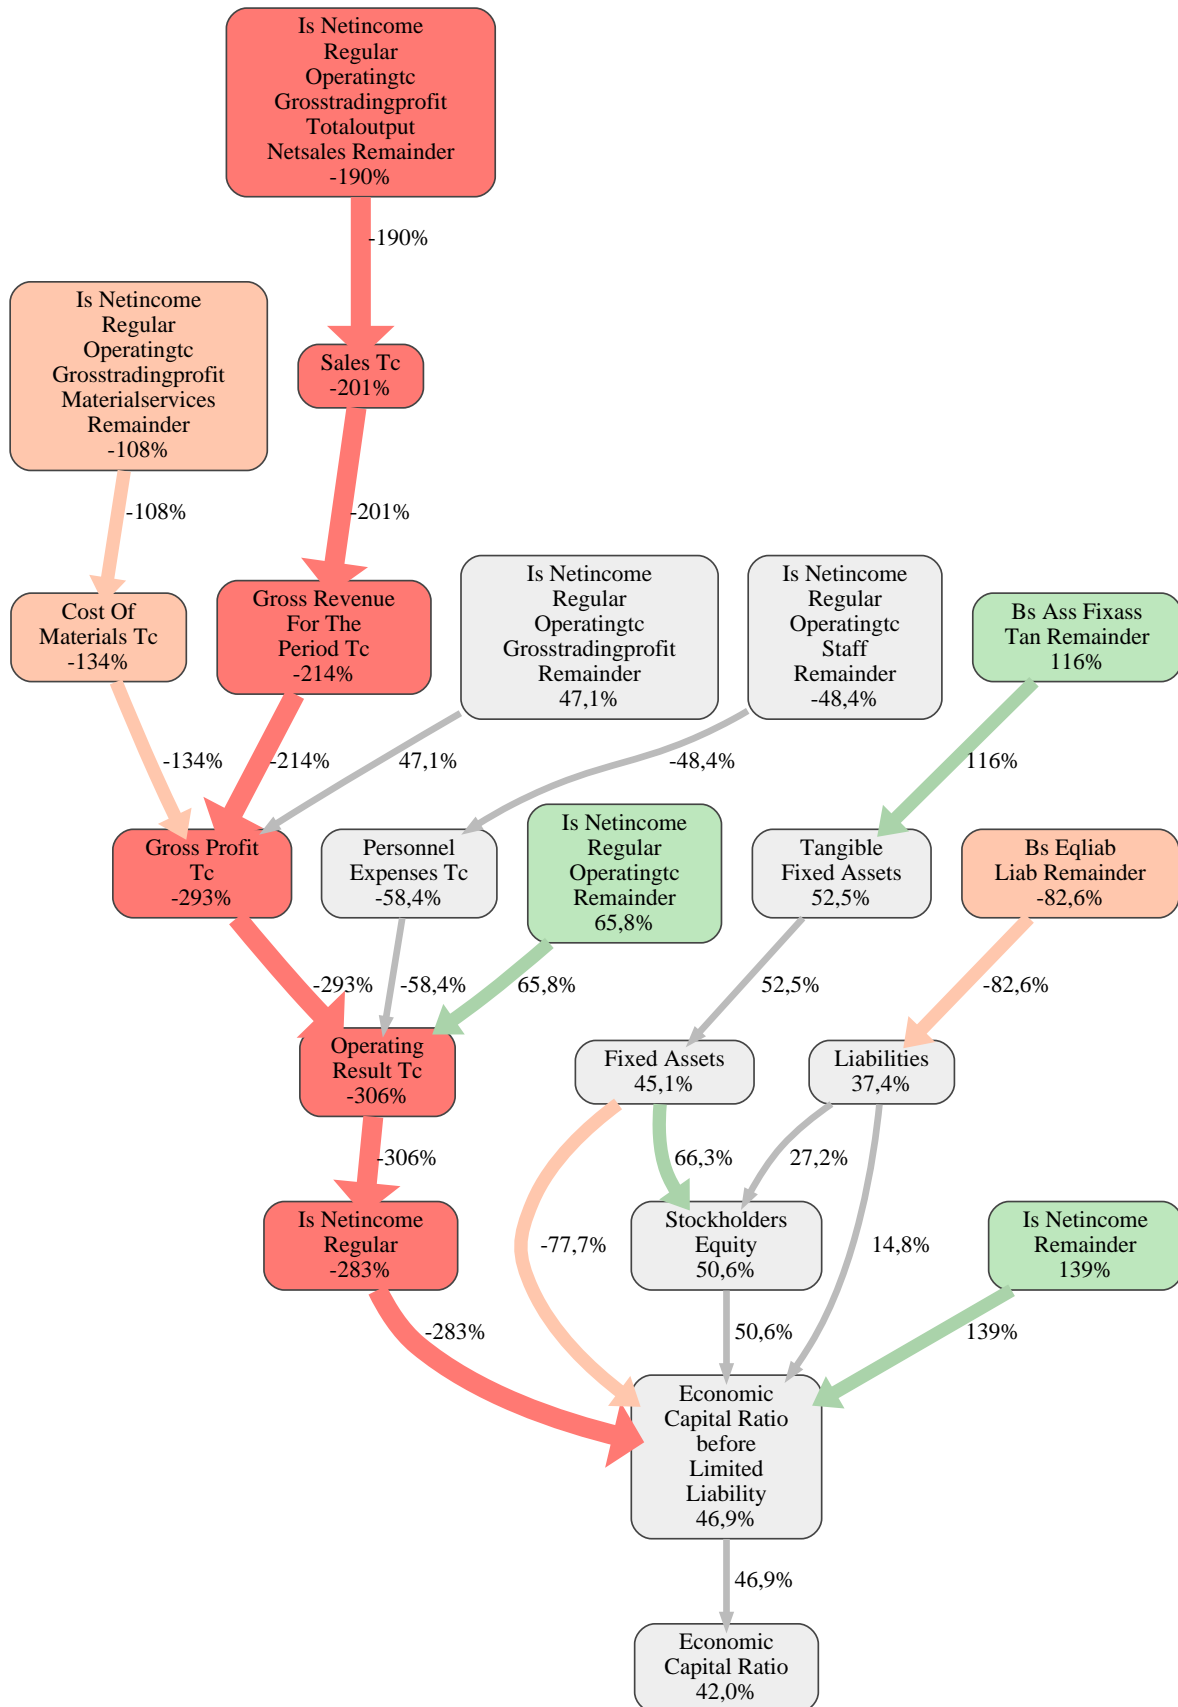 Is Netincome
Regular
Operatingtc
Grosstradingprofit
Totaloutput
Netsales Remainder
-190%
-190%
Is Netincome
Regular
Operatingtc
Grosstradingprofit
Materialservices
Remainder
-108%
Sales Tc
-201%
-108%
-201%
Cost Of
Materials Tc
-134%
Gross Revenue
For The
Period Tc
-214%
Is Netincome
Regular
Operatingtc
Grosstradingprofit
Remainder
47,1%
Is Netincome
Regular
Operatingtc
Staff
Remainder
-48,4%
Bs Ass Fixass
Tan Remainder
116%
-134%
-214%
47,1%
-48,4%
116%
Gross Profit
Tc
-293%
Personnel
Expenses Tc
-58,4%
Is Netincome
Regular
Operatingtc
Remainder
65,8%
Tangible
Fixed Assets
52,5%
Bs Eqliab
Liab Remainder
-82,6%
-293%
-58,4%
65,8%
52,5%
-82,6%
Operating
Result Tc
-306%
Fixed Assets
45,1%
Liabilities
37,4%
-306%
66,3%
27,2%
Is Netincome
Regular
-283%
-77,7%
Stockholders
Equity
50,6%
14,8%
Is Netincome
Remainder
139%
-283%
50,6%
139%
Economic
Capital Ratio
before
Limited
Liability
46,9%
46,9%
Economic
Capital Ratio
42,0%